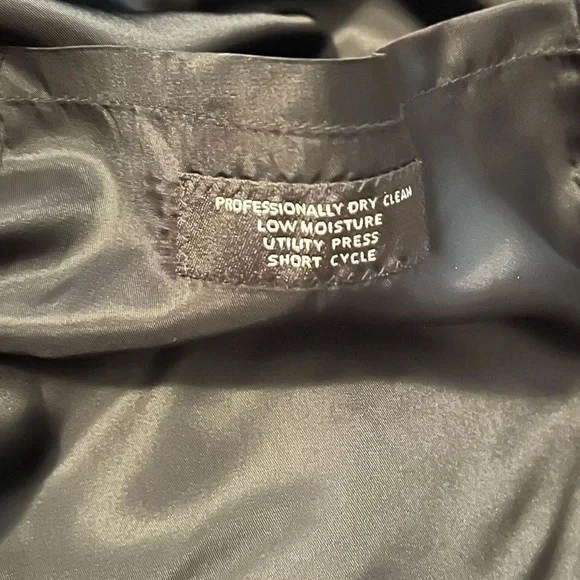 PROFESSIONALLY DRY CLEAN
LOW MOISTURE
UTILITY PRESS
SHORT CYCLE